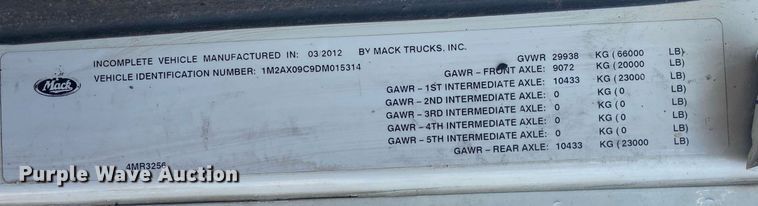 INCOMPLETE VEHICLE MANUFACTURED IN: 03/2012 BY MACK TRUCKS, INC.
VEHICLE IDENTIFICATION NUMBER: 1M2AX09C9DM015314
Mack
GVWR 29938 KG ( 66000 LB)
GAWR - FRONT AXLE: 9072 KG ( 20000 LB)
GAWR - 1ST INTERMEDIATE AXLE: 10433 KG ( 23000 LB)
GAWR - 2ND INTERMEDIATE AXLE: 0 KG ( 0 LB)
GAWR - 3RD INTERMEDIATE AXLE: 0 KG ( 0 LB)
GAWR - 4TH INTERMEDIATE AXLE: 0 KG ( 0 LB)
GAWR - 5TH INTERMEDIATE AXLE: 0 KG ( 0 LB)
GAWR - REAR AXLE: 10433 KG ( 23000 LB)
4MR3256
Purple Wave Auction